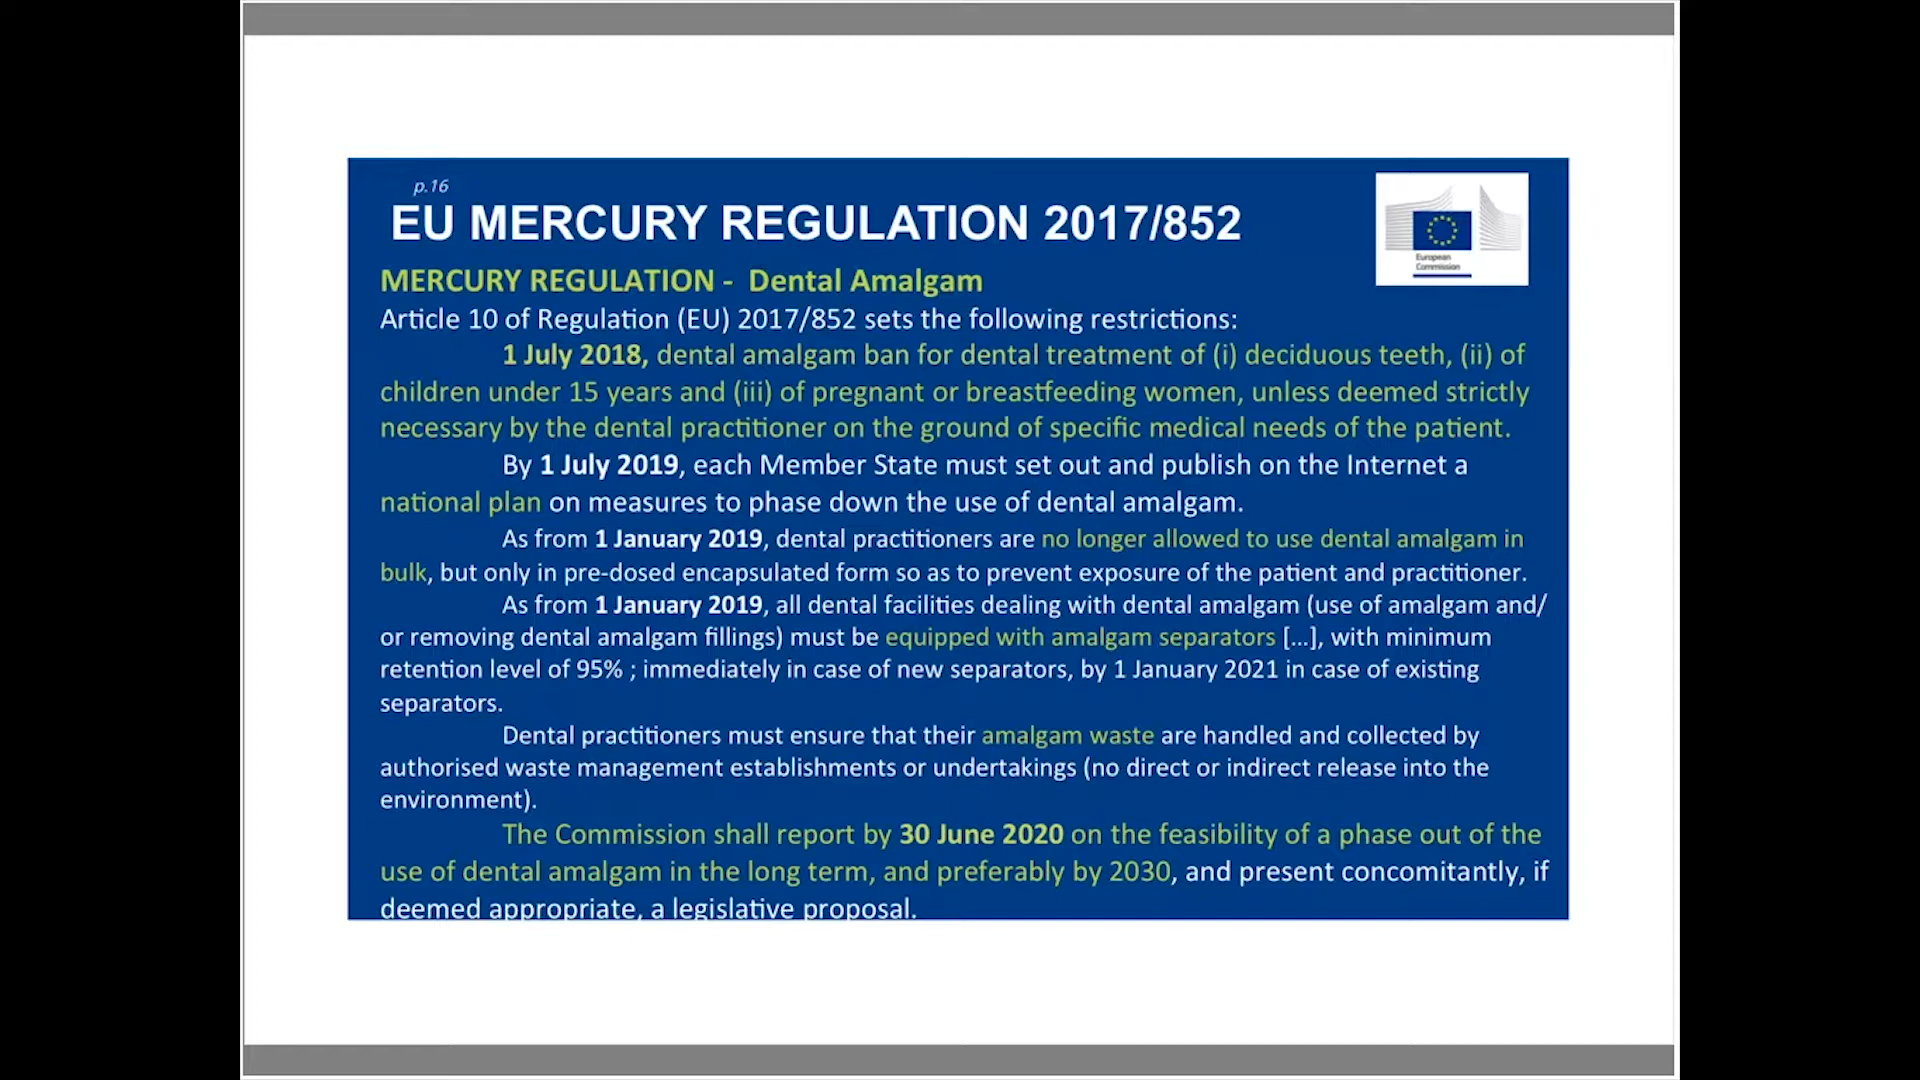 p.16
EU MERCURY REGULATION 2017/852
European
Commission
MERCURY REGULATION - Dental Amalgam
Article 10 of Regulation (EU) 2017/852 sets the following restrictions:
1 July 2018, dental amalgam ban for dental treatment of (i) deciduous teeth, (ii) of
children under 15 years and (iii) of pregnant or breastfeeding women, unless deemed strictly
necessary by the dental practitioner on the ground of specific medical needs of the patient.
By 1 July 2019, each Member State must set out and publish on the Internet a
national plan on measures to phase down the use of dental amalgam.
As from 1 January 2019, dental practitioners are no longer allowed to use dental amalgam in
bulk, but only in pre-dosed encapsulated form so as to prevent exposure of the patient and practitioner.
As from 1 January 2019, all dental facilities dealing with dental amalgam (use of amalgam and/
or removing dental amalgam fillings) must be equipped with amalgam separators [...], with minimum
retention level of 95% ; immediately in case of new separators, by 1 January 2021 in case of existing
separators.
Dental practitioners must ensure that their amalgam waste are handled and collected by
authorised waste management establishments or undertakings (no direct or indirect release into the
environment).
The Commission shall report by 30 June 2020 on the feasibility of a phase out of the
use of dental amalgam in the long term, and preferably by 2030, and present concomitantly, if
deemed appropriate, a legislative proposal.